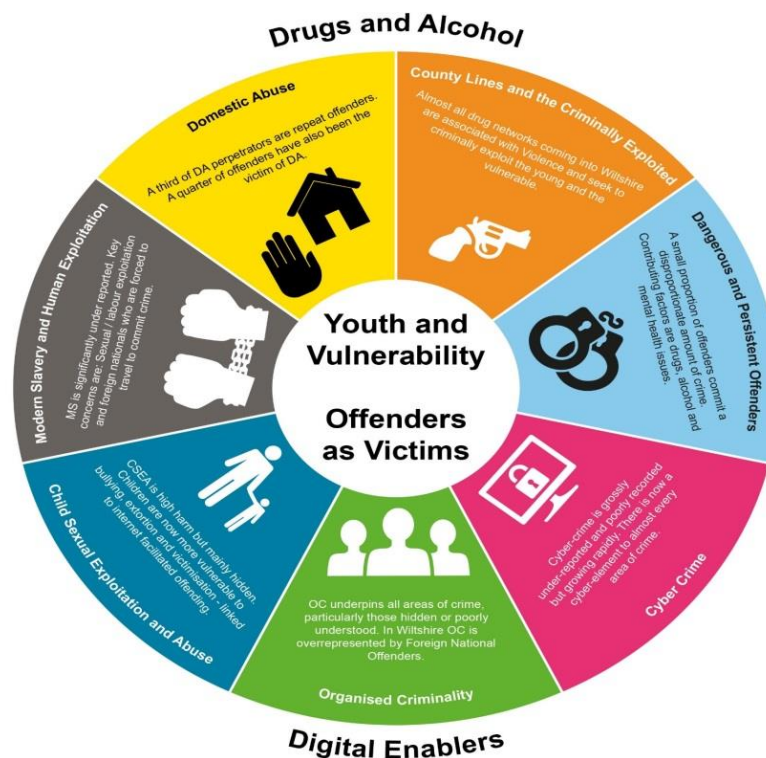 Drugs and Alcohol
Domestic Abuse
A third of DA perpetrators are repeat offenders.
A quarter of offenders have also been the
victim of DA.
County Lines and the Criminally Exploited
Almost all drug networks coming into Wiltshire
are associated with Violence and seek to
criminally exploit the young and the
vulnerable.
Dangerous and Persistent Offenders
A small proportion of offenders commit a
disproportionate amount of crime.
Contributing factors are drugs, alcohol and
mental health issues.
Cyber-crime is grossly
under-reported and poorly recorded
but growing rapidly. There is now a
cyber-element to almost every
area of crime.
Cyber Crime
OC underpins all areas of crime,
particularly those hidden or poorly
understood. In Wiltshire OC is
overrepresented by Foreign National
Offenders.
Organised Criminality
CSEA is high harm but mainly hidden.
Children are now more vulnerable to
bullying, extortion and victimisation - linked
to internet facilitated offending.
Child Sexual Exploitation and Abuse
Modern Slavery and Human Exploitation
MS is significantly under reported. Key
concerns are: Sexual / labour exploitation
and foreign nationals who are forced to
travel to commit crime.
Youth and
Vulnerability
Offenders
as Victims
Digital Enablers